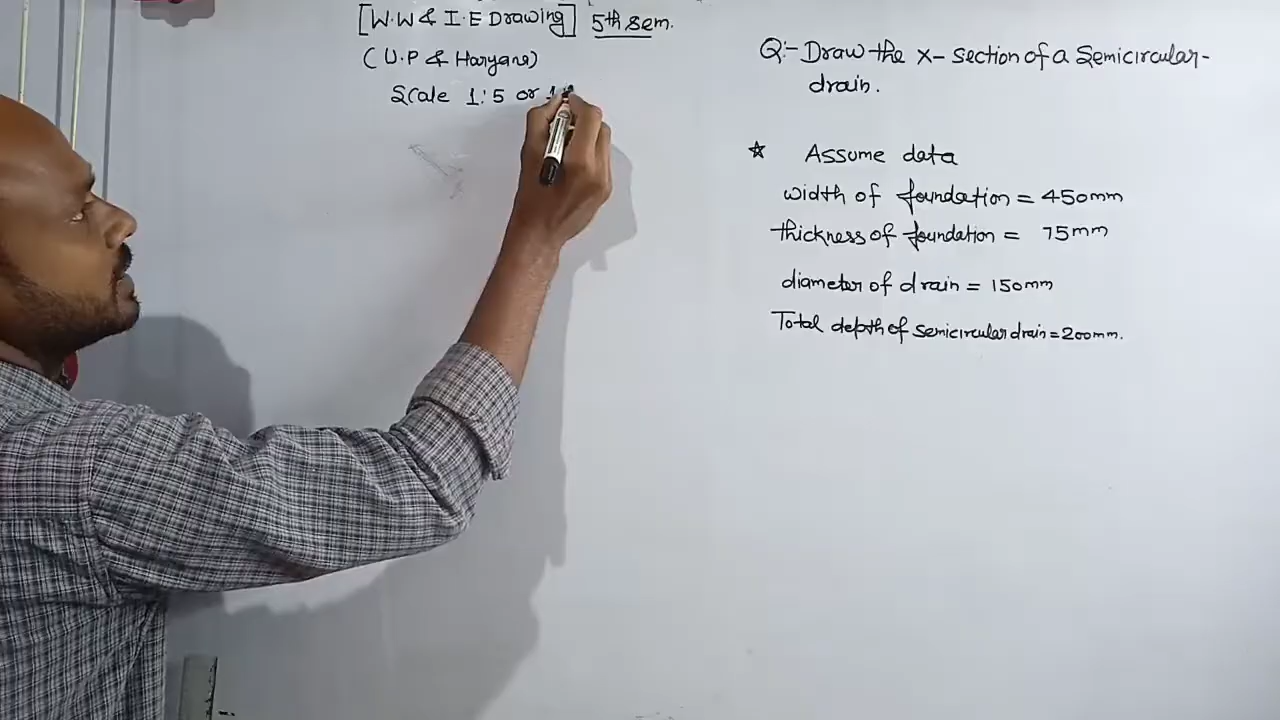 [W.W & I.E Drawing] 5th sem.
(U.P & Haryana)
Scale 1:5 or
Q:- Draw the X-section of a Semicircular-
drain.
☆ Assume data
width of foundation = 450mm
thickness of foundation = 75mm
diameter of drain = 150mm
Total depth of semicircular drain = 200mm.